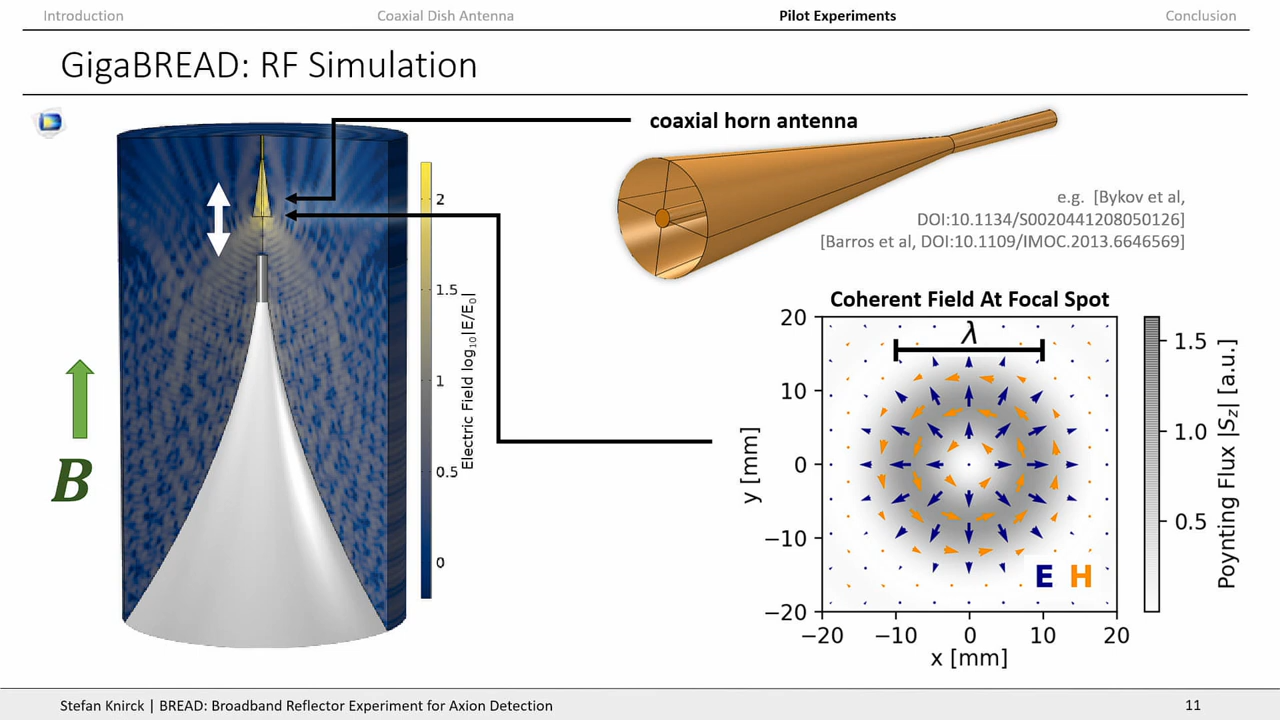 Introduction
Coaxial Dish Antenna
Pilot Experiments
Conclusion
GigaBREAD: RF Simulation
coaxial horn antenna
e.g. [Bykov et al,
DOI:10.1134/S0020441208050126]
[Barros et al, DOI:10.1109/IMOC.2013.6646569]
2
1.5
1
0.5
0
Electric Field log₁₀|E/E₀|
B
Coherent Field At Focal Spot
λ
20
10
0
−10
−20
y [mm]
E H
−20 −10 0 10 20
x [mm]
1.5
1.0
0.5
Poynting Flux |S_z| [a.u.]
Stefan Knirck | BREAD: Broadband Reflector Experiment for Axion Detection
11